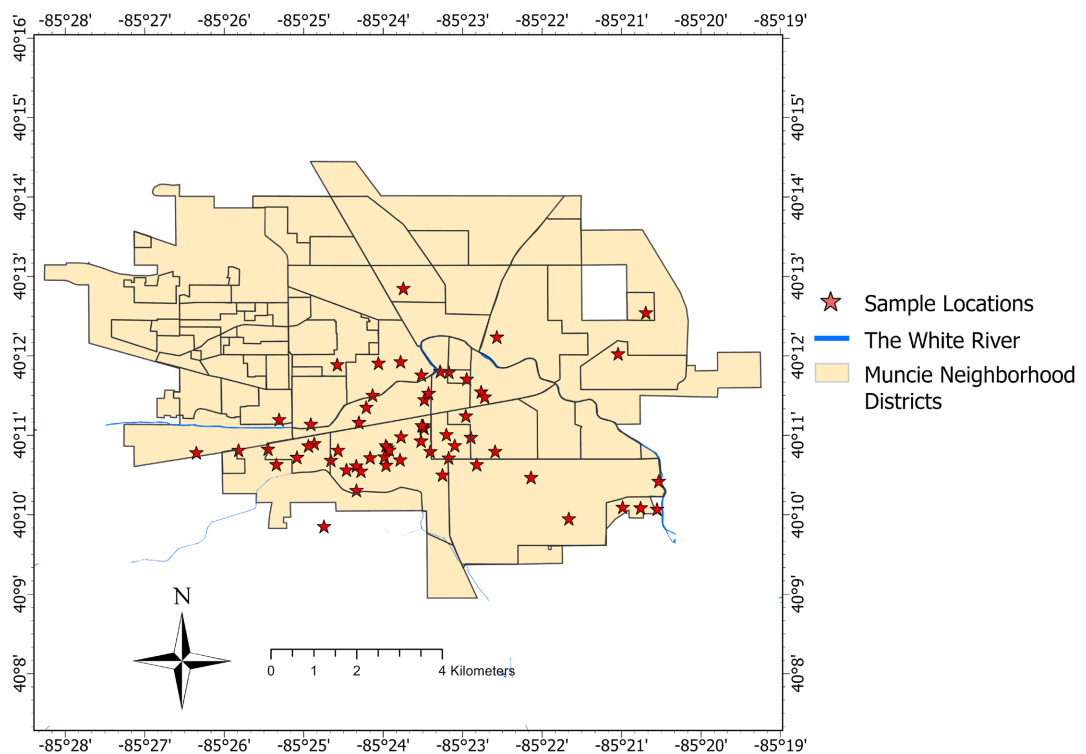 -85°28' -85°27' -85°26' -85°25' -85°24' -85°23' -85°22' -85°21' -85°20' -85°19'
40°16' 40°16'
40°15' 40°15'
40°14' 40°14'
40°13' 40°13'
Sample Locations
The White River
40°12' 40°12'
Muncie Neighborhood
Districts
40°11' 40°11'
40°10' 40°10'
40°9' 40°9'
N
0 1 2 4 Kilometers
40°8' 40°8'
-85°28' -85°27' -85°26' -85°25' -85°24' -85°23' -85°22' -85°21' -85°20' -85°19'